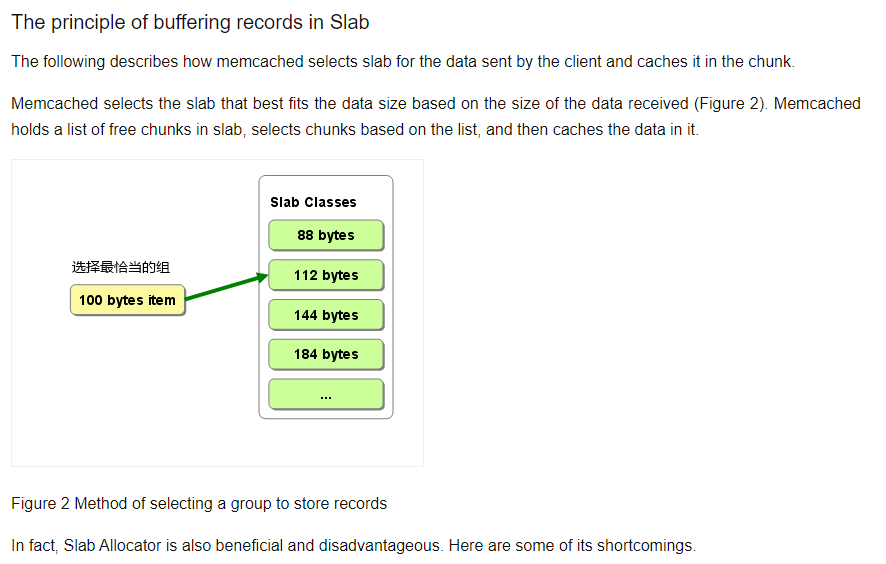 The principle of buffering records in Slab
The following describes how memcached selects slab for the data sent by the client and caches it in the chunk.
Memcached selects the slab that best fits the data size based on the size of the data received (Figure 2). Memcached
holds a list of free chunks in slab, selects chunks based on the list, and then caches the data in it.
Slab Classes
88 bytes
选择最恰当的组
112 bytes
100 bytes item
144 bytes
184 bytes
...
Figure 2 Method of selecting a group to store records
In fact, Slab Allocator is also beneficial and disadvantageous. Here are some of its shortcomings.